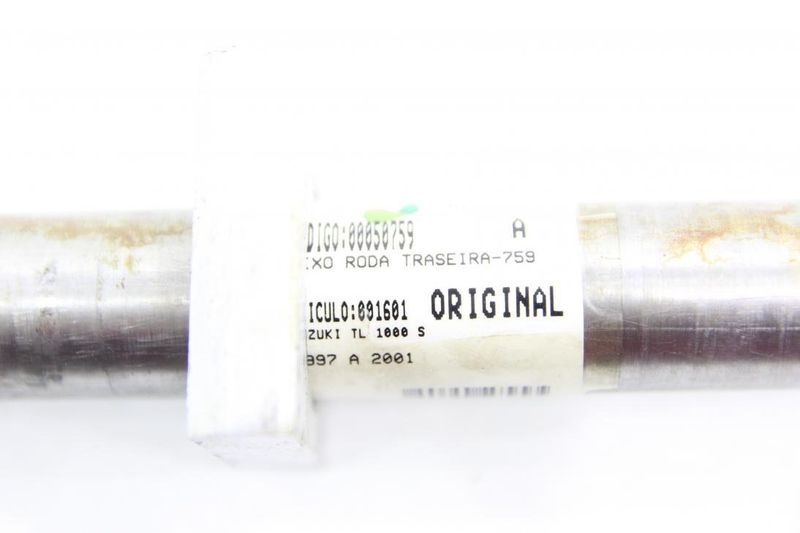 DIGO:00050759 A
IXO RODA TRASEIRA-759
ICULO:091601 ORIGINAL
ZUKI TL 1000 S
997 A 2001